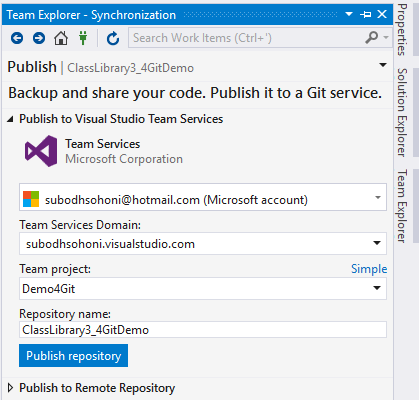 Team Explorer - Synchronization
Search Work Items (Ctrl+')
Publish | ClassLibrary3_4GitDemo
Backup and share your code. Publish it to a Git service.
Publish to Visual Studio Team Services
Team Services
Microsoft Corporation
subodhsohoni@hotmail.com (Microsoft account)
Team Services Domain:
subodhsohoni.visualstudio.com
Team project:
Simple
Demo4Git
Repository name:
ClassLibrary3_4GitDemo
Publish repository
Publish to Remote Repository
Properties
Solution Explorer
Team Explorer